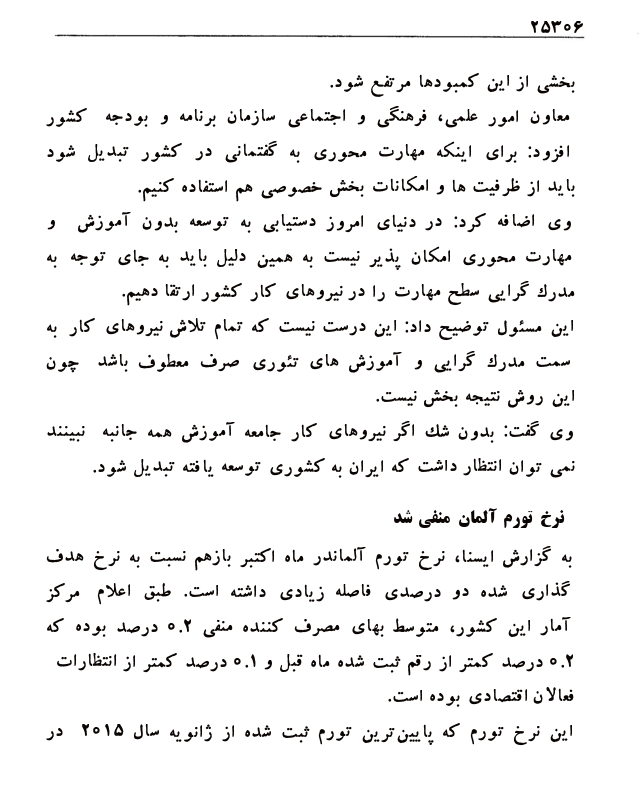 ۲۵۳۰۶
بخشی از این کمبودها مرتفع شود.
معاون امور علمی، فرهنگی و اجتماعی سازمان برنامه و بودجه کشور
افزود: برای اینکه مهارت محوری به گفتمانی در کشور تبدیل شود
باید از ظرفیت ها و امکانات بخش خصوصی هم استفاده کنیم.
وی اضافه کرد: در دنیای امروز دستیابی به توسعه بدون آموزش و
مهارت محوری امکان پذیر نیست به همین دلیل باید به جای توجه به
مدرك گرایی سطح مهارت را در نیروهای کار کشور ارتقا دهیم.
این مسئول توضیح داد: این درست نیست که تمام تلاش نیروهای کار به
سمت مدرك گرایی و آموزش های تئوری صرف معطوف باشد چون
این روش نتیجه بخش نیست.
وی گفت: بدون شك اگر نیروهای کار جامعه آموزش همه جانبه نبینند
نمی توان انتظار داشت که ایران به کشوری توسعه یافته تبدیل شود.
نرخ تورم آلمان منفی شد
به گزارش ایسنا، نرخ تورم آلماندر ماه اکتبر بازهم نسبت به نرخ هدف
گذاری شده دو درصدی فاصله زیادی داشته است. طبق اعلام مرکز
آمار این کشور، متوسط بهای مصرف کننده منفی ۰.۲ درصد بوده که
۰.۲ درصد کمتر از رقم ثبت شده ماه قبل و ۰.۱ درصد کمتر از انتظارات
فعالان اقتصادی بوده است.
این نرخ تورم که پایین‌ترین تورم ثبت شده از ژانویه سال ۲۰۱۵ در